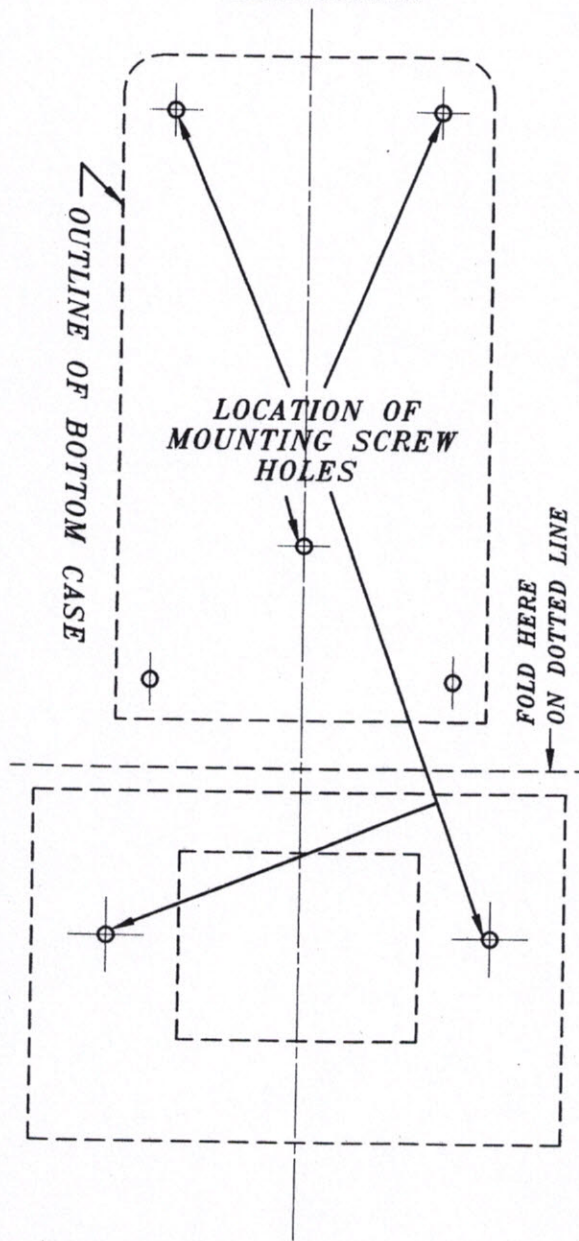 OUTLINE OF BOTTOM CASE
LOCATION OF
MOUNTING SCREW
HOLES
FOLD HERE
ON DOTTED LINE